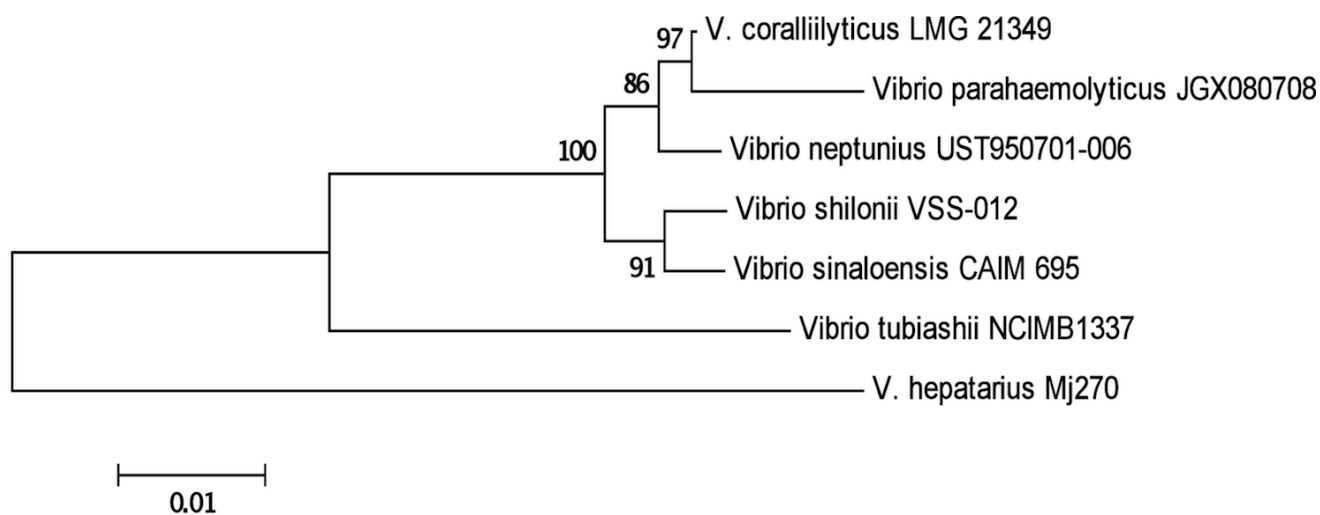 97
V. coralliilyticus LMG 21349
86
Vibrio parahaemolyticus JGX080708
100
Vibrio neptunius UST950701-006
Vibrio shilonii VSS-012
91
Vibrio sinaloensis CAIM 695
Vibrio tubiashii NCIMB1337
V. hepatarius Mj270
0.01